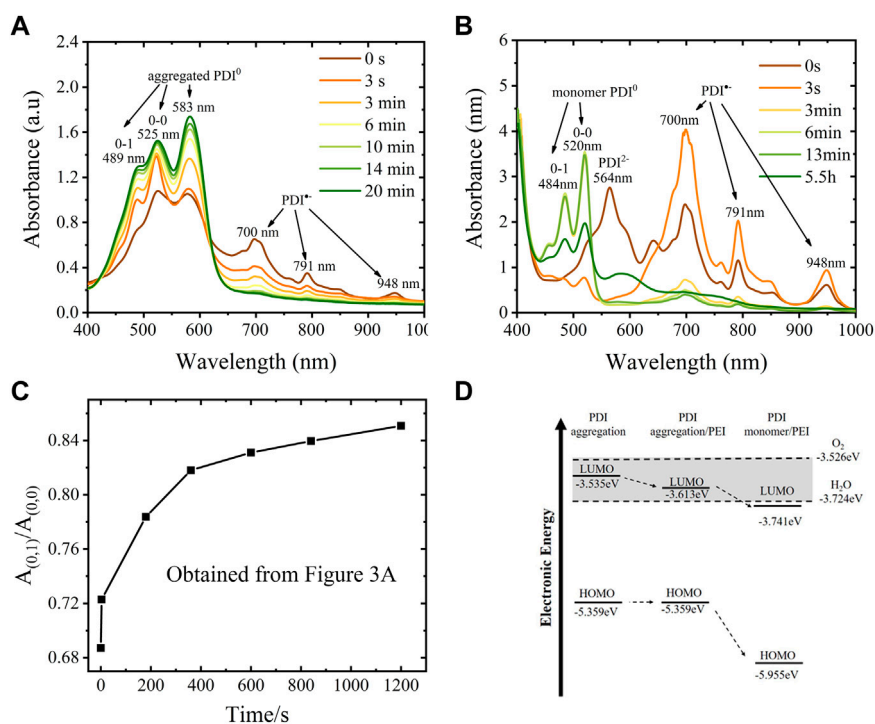 A
2.4
2.0
1.6
1.2
0.8
0.4
0.0
Absorbance (a.u)
aggregated PDI⁰
583 nm
0-0
525 nm
0-1
489 nm
0 s
3 s
3 min
6 min
10 min
14 min
20 min
PDI•-
700 nm
791 nm
948 nm
400 500 600 700 800 900 100
Wavelength (nm)
B
6
5
4
3
2
1
0
Absorbance (nm)
monomer PDI⁰
0-0
520nm
0-1
484nm
PDI²⁻
564nm
700nm
PDI•-
791nm
948nm
0s
3s
3min
6min
13min
5.5h
400 500 600 700 800 900 1000
Wavelength (nm)
C
0.84
0.80
0.76
0.72
0.68
A(0,1)/A(0,0)
Obtained from Figure 3A
0 200 400 600 800 1000 1200
Time/s
D
Electronic Energy
PDI
aggregation
PDI
aggregation/PEI
PDI
monomer/PEI
O₂
-3.526eV
H₂O
-3.724eV
LUMO
-3.535eV
LUMO
-3.613eV
LUMO
-3.741eV
HOMO
-5.359eV
HOMO
-5.359eV
HOMO
-5.955eV